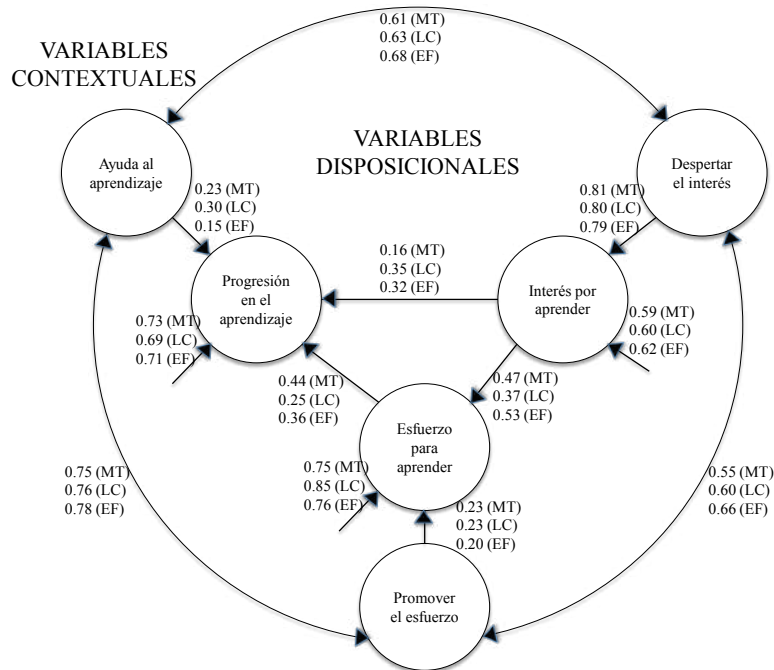 0.61 (MT)
0.63 (LC)
0.68 (EF)
VARIABLES
CONTEXTUALES
VARIABLES
DISPOSICIONALES
Ayuda al
aprendizaje
Despertar
el interés
0.23 (MT)
0.30 (LC)
0.15 (EF)
0.81 (MT)
0.80 (LC)
0.79 (EF)
0.16 (MT)
0.35 (LC)
0.32 (EF)
Progresión
en el
aprendizaje
Interés por
aprender
0.73 (MT)
0.69 (LC)
0.71 (EF)
0.59 (MT)
0.60 (LC)
0.62 (EF)
0.44 (MT)
0.25 (LC)
0.36 (EF)
0.47 (MT)
0.37 (LC)
0.53 (EF)
Esfuerzo
para
aprender
0.75 (MT)
0.76 (LC)
0.78 (EF)
0.75 (MT)
0.85 (LC)
0.76 (EF)
0.55 (MT)
0.60 (LC)
0.66 (EF)
0.23 (MT)
0.23 (LC)
0.20 (EF)
Promover
el esfuerzo